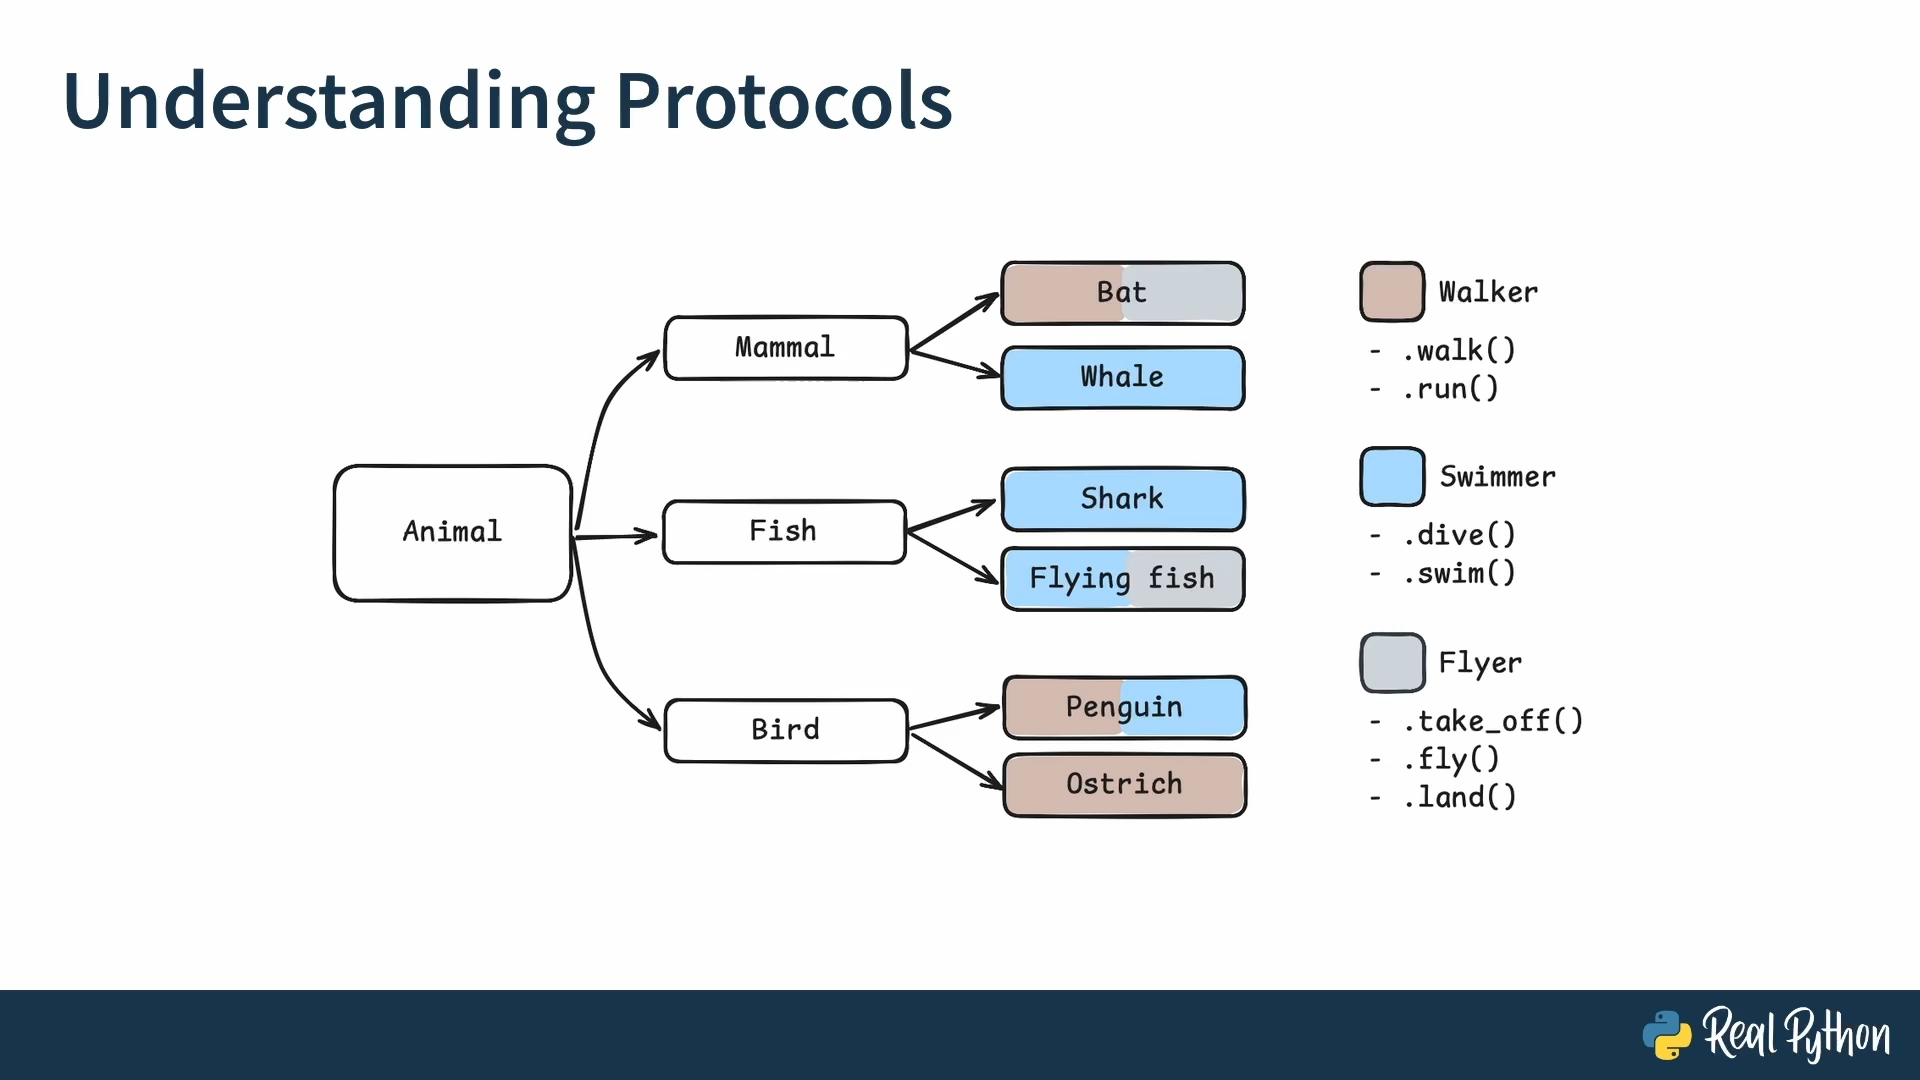 Understanding Protocols
Animal
Mammal
Fish
Bird
Bat
Whale
Shark
Flying fish
Penguin
Ostrich
Walker
- .walk()
- .run()
Swimmer
- .dive()
- .swim()
Flyer
- .take_off()
- .fly()
- .land()
Real Python